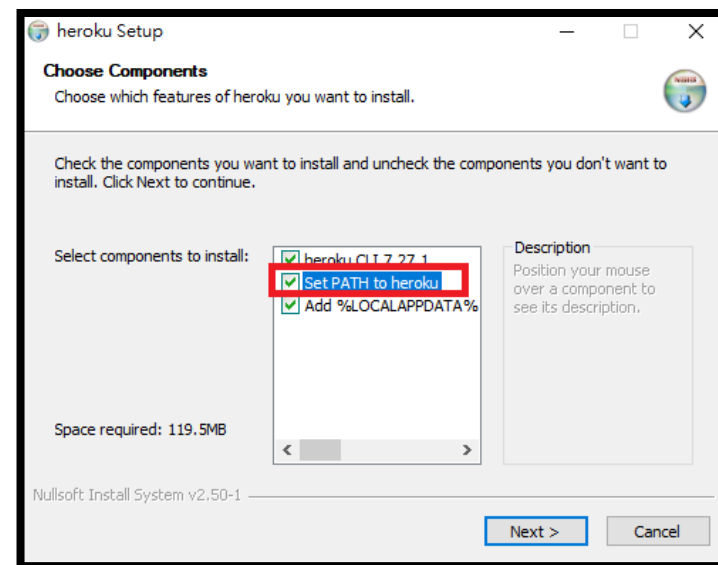 heroku Setup
Choose Components
Choose which features of heroku you want to install.
Check the components you want to install and uncheck the components you don't want to
install. Click Next to continue.
Select components to install:
heroku CLI 7.27.1
Set PATH to heroku
Add %LOCALAPPDATA%
Description
Position your mouse
over a component to
see its description.
Space required: 119.5MB
Nullsoft Install System v2.50-1
Next >
Cancel